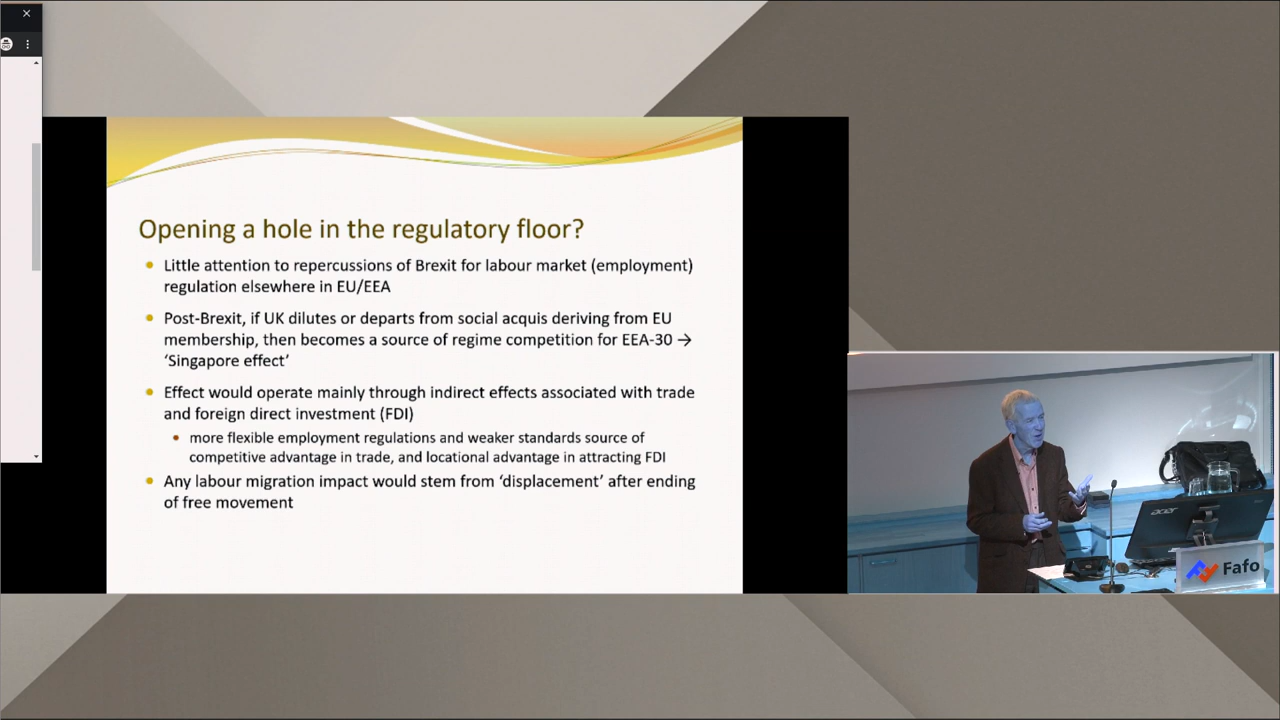 Opening a hole in the regulatory floor?
Little attention to repercussions of Brexit for labour market (employment)
regulation elsewhere in EU/EEA
Post-Brexit, if UK dilutes or departs from social acquis deriving from EU
membership, then becomes a source of regime competition for EEA-30 →
‘Singapore effect’
Effect would operate mainly through indirect effects associated with trade
and foreign direct investment (FDI)
more flexible employment regulations and weaker standards source of
competitive advantage in trade, and locational advantage in attracting FDI
Any labour migration impact would stem from ‘displacement’ after ending
of free movement
acer
Fafo